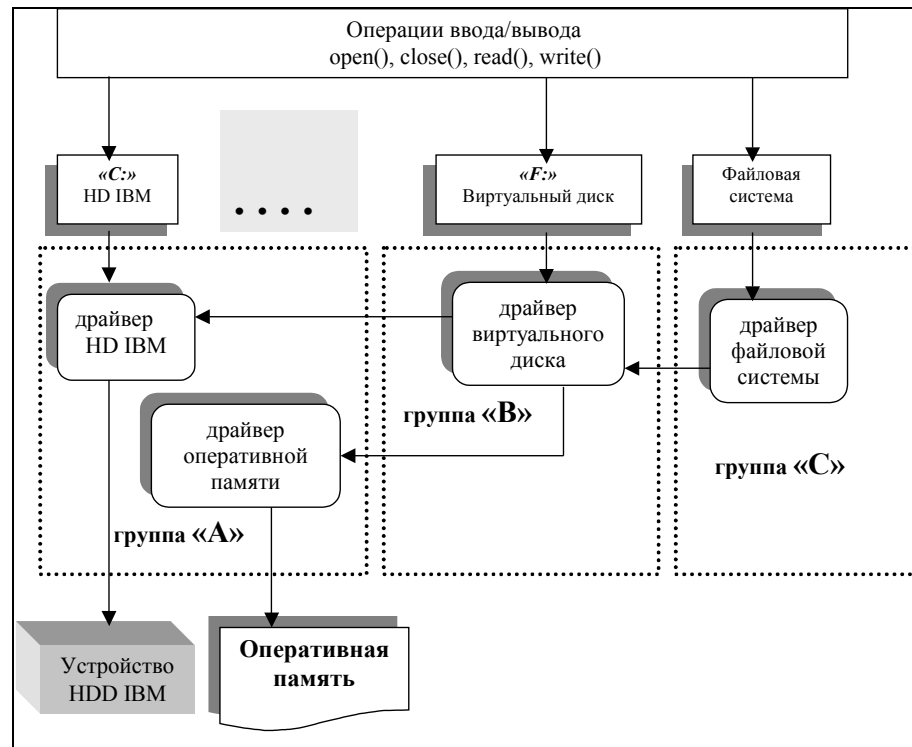 Операции ввода/вывода
open(), close(), read(), write()
«C:»
HD IBM
. . . .
«F:»
Виртуальный диск
Файловая
система
драйвер
HD IBM
драйвер
виртуального
диска
драйвер
файловой
системы
группа «В»
драйвер
оперативной
памяти
группа «С»
группа «А»
Устройство
HDD IBM
Оперативная
память